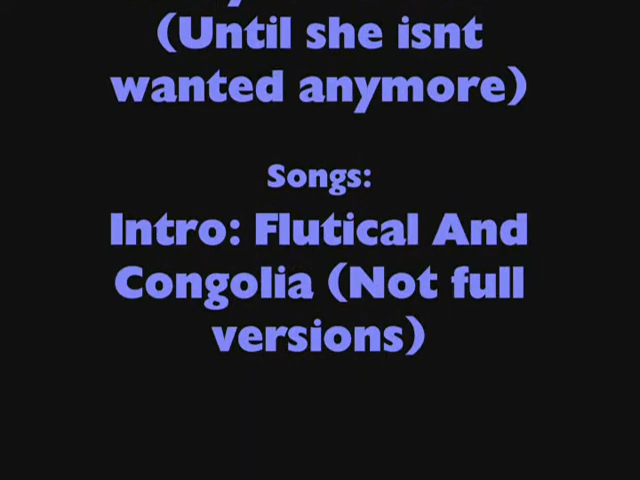 (Until she isnt
wanted anymore)
Songs:
Intro: Flutical And
Congolia (Not full
versions)